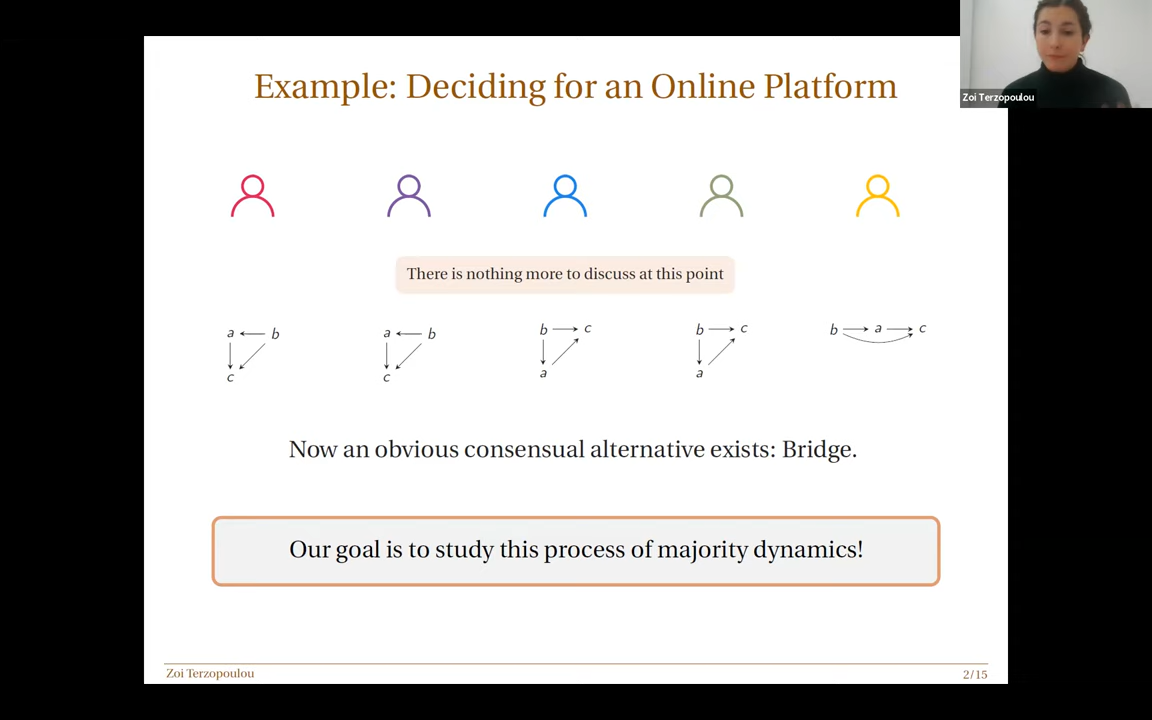 Example: Deciding for an Online Platform
Zoi Terzopoulou
There is nothing more to discuss at this point
a b
c
a b
c
b c
a
b c
a
b a c
Now an obvious consensual alternative exists: Bridge.
Our goal is to study this process of majority dynamics!
Zoi Terzopoulou
2/15